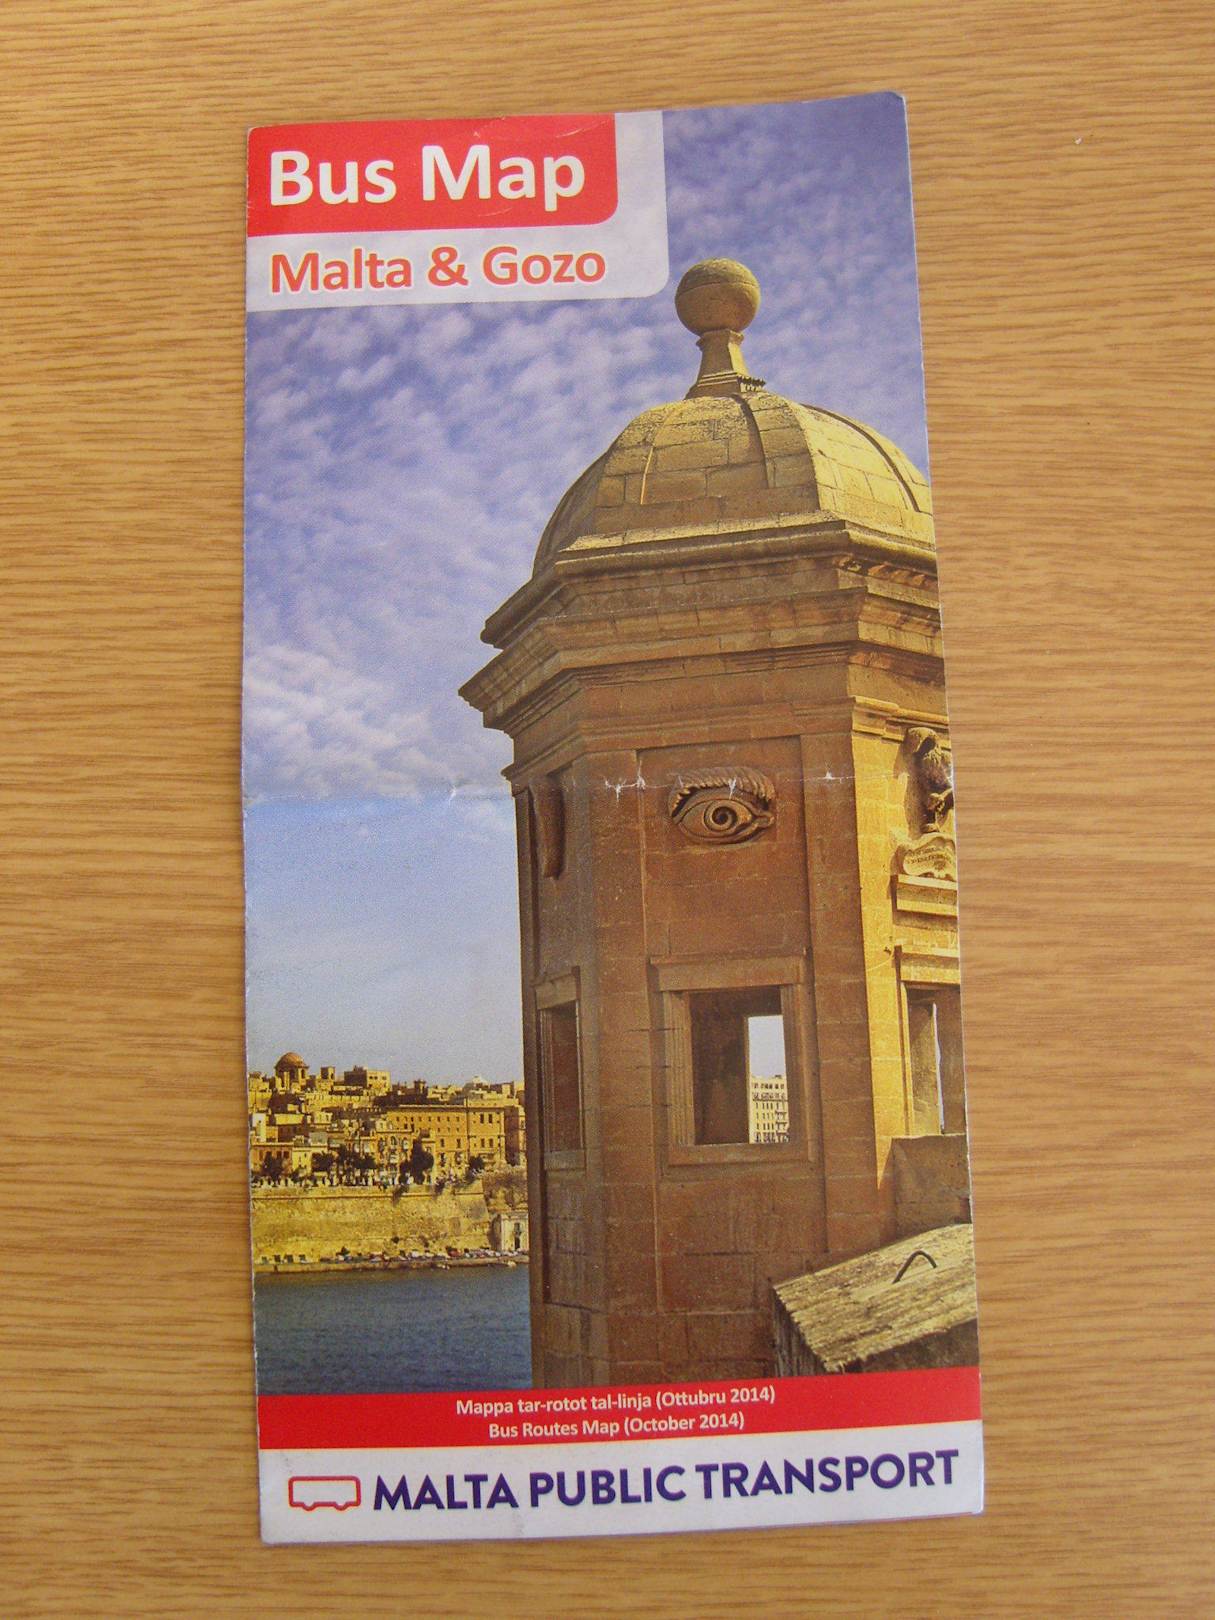 Bus Map
Malta & Gozo
Mappa tar-rotot tal-linja (Ottubru 2014)
Bus Routes Map (October 2014)
MALTA PUBLIC TRANSPORT